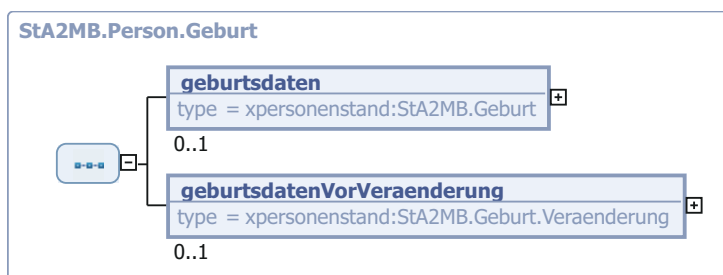 StA2MB.Person.Geburt
geburtsdaten
type = xpersonenstand:StA2MB.Geburt
0..1
geburtsdatenVorVeraenderung
type = xpersonenstand:StA2MB.Geburt.Veraenderung
0..1